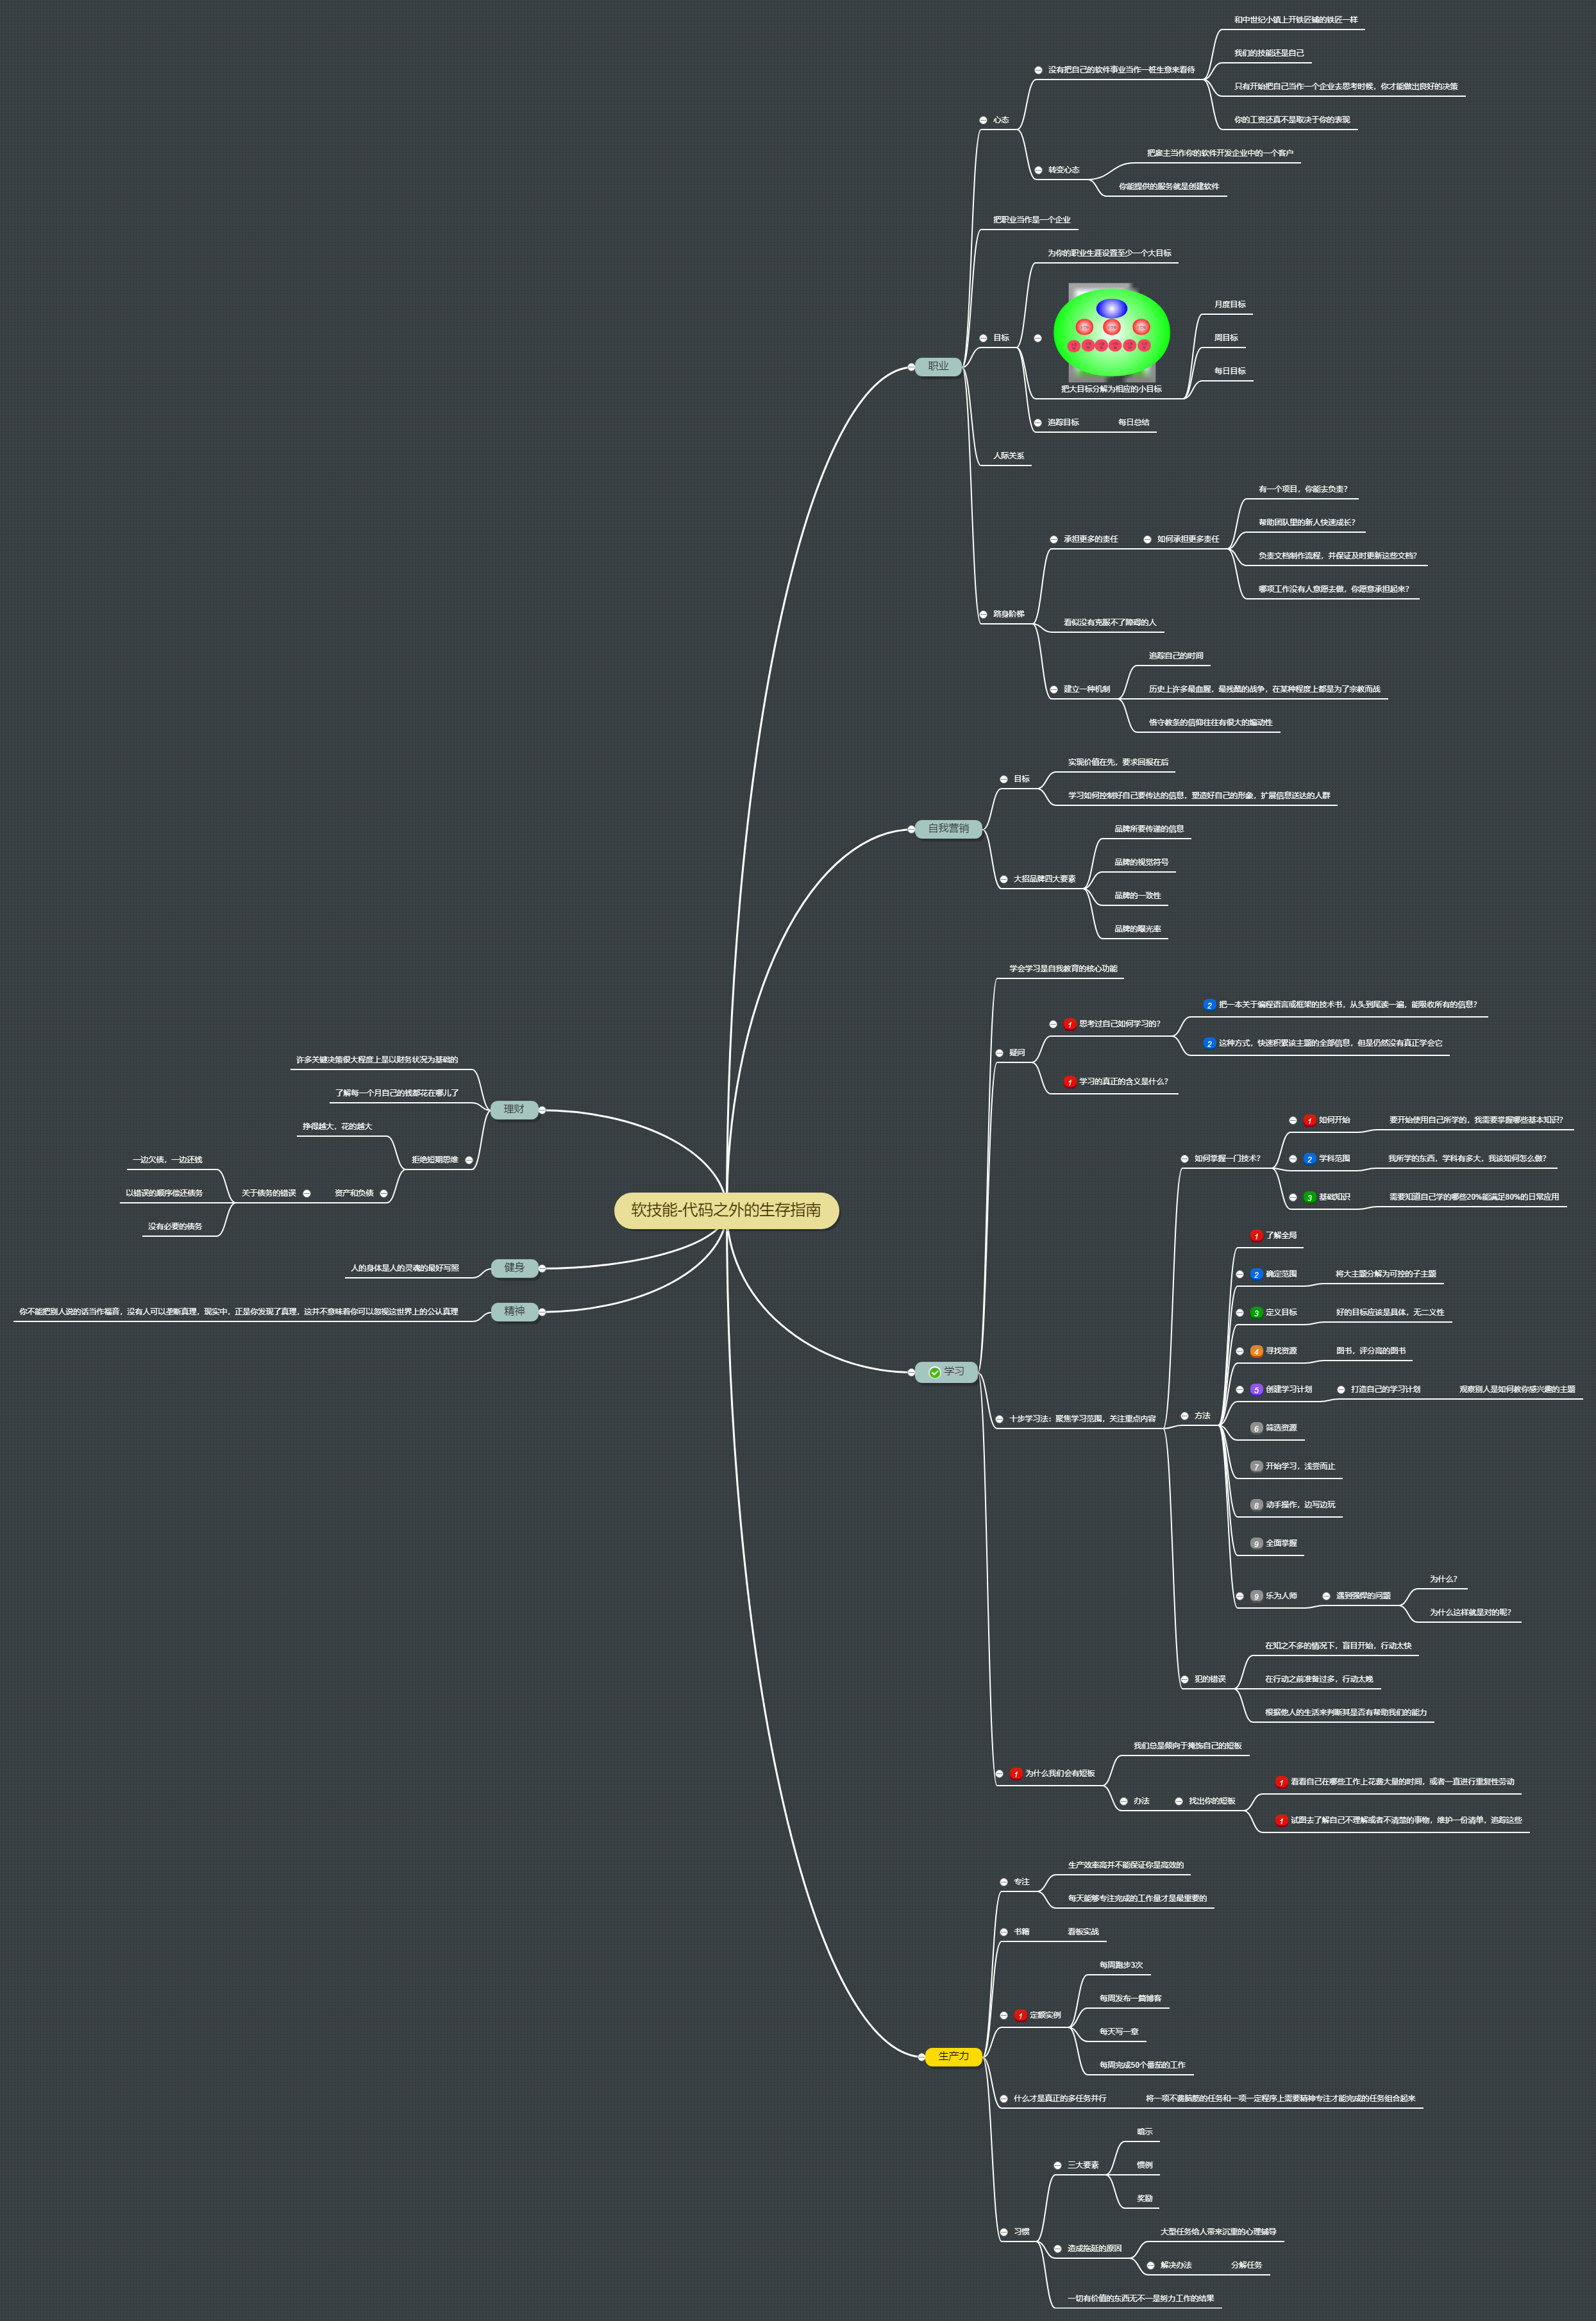 软技能-代码之外的生存指南
职业
心态
没有把自己的软件事业当作一桩生意来看待
和中世纪小镇上开铁匠铺的铁匠一样
我们的技能还是自己
只有开始把自己当作一个企业去思考时候，你才能做出良好的决策
你的工资还真不是取决于你的表现
转变心态
把雇主当作你的软件开发企业中的一个客户
你能提供的服务就是创建软件
把职业当作是一个企业
目标
为你的职业生涯设置至少一个大目标
把大目标分解为相应的小目标
月度目标
周目标
每日目标
追踪目标
每日总结
人际关系
跻身阶梯
承担更多的责任
如何承担更多责任
有一个项目，你能去负责？
帮助团队里的新人快速成长？
负责文档制作流程，并保证及时更新这些文档？
哪项工作没有人意愿去做，你愿意承担起来？
看似没有克服不了障碍的人
建立一种机制
追踪自己的时间
历史上许多最血腥，最残酷的战争，在某种程度上都是为了宗教而战
恪守教条的信仰往往有很大的煽动性
自我营销
目标
实现价值在先，要求回报在后
学习如何控制好自己要传达的信息，塑造好自己的形象，扩展信息送达的人群
大招品牌四大要素
品牌所要传递的信息
品牌的视觉符号
品牌的一致性
品牌的曝光率
学习
学会学习是自我教育的核心功能
疑问
1 思考过自己如何学习的？
2 把一本关于编程语言或框架的技术书，从头到尾读一遍，能吸收所有的信息？
2 这种方式，快速积累该主题的全部信息，但是仍然没有真正学会它
1 学习的真正的含义是什么？
十步学习法：聚焦学习范围，关注重点内容
如何掌握一门技术？
1 如何开始
要开始使用自己所学的，我需要掌握哪些基本知识？
2 学科范围
我所学的东西，学科有多大，我该如何怎么做？
3 基础知识
需要知道自己学的哪些20%能满足80%的日常应用
方法
1 了解全局
2 确定范围
将大主题分解为可控的子主题
3 定义目标
好的目标应该是具体，无二义性
4 寻找资源
图书，评分高的图书
5 创建学习计划
打造自己的学习计划
观察别人是如何教你感兴趣的主题
6 筛选资源
7 开始学习，浅尝而止
8 动手操作，边写边玩
9 全面掌握
9 乐为人师
遇到强悍的问题
为什么？
为什么这样就是对的呢？
犯的错误
在知之不多的情况下，盲目开始，行动太快
在行动之前准备过多，行动太晚
根据他人的生活来判断其是否有帮助我们的能力
1 为什么我们会有短板
我们总是倾向于掩饰自己的短板
办法
找出你的短板
1 看看自己在哪些工作上花费大量的时间，或者一直进行重复性劳动
1 试图去了解自己不理解或者不清楚的事物，维护一份清单，追踪这些
生产力
专注
生产效率高并不能保证你是高效的
每天能够专注完成的工作量才是最重要的
书籍
看板实战
1 定额实例
每周跑步3次
每周发布一篇博客
每天写一章
每周完成50个番茄的工作
什么才是真正的多任务并行
将一项不费脑筋的任务和一项一定程序上需要精神专注才能完成的任务组合起来
习惯
三大要素
暗示
惯例
奖励
造成拖延的原因
大型任务给人带来沉重的心理辅导
解决办法
分解任务
一切有价值的东西无不一是努力工作的结果
理财
许多关键决策很大程度上是以财务状况为基础的
了解每一个月自己的钱都花在哪儿了
拒绝短期思维
挣得越大，花的越大
资产和负债
关于债务的错误
一边欠债，一边还钱
以错误的顺序偿还债务
没有必要的债务
健身
人的身体是人的灵魂的最好写照
精神
你不能把别人说的话当作福音，没有人可以垄断真理，现实中，正是你发现了真理，这并不意味着你可以忽视这世界上的公认真理